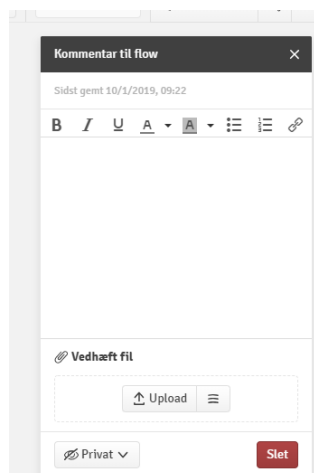 Kommentar til flow
Sidst gemt 10/1/2019, 09:22
B I U A A
Vedhæft fil
Upload
Privat
Slet